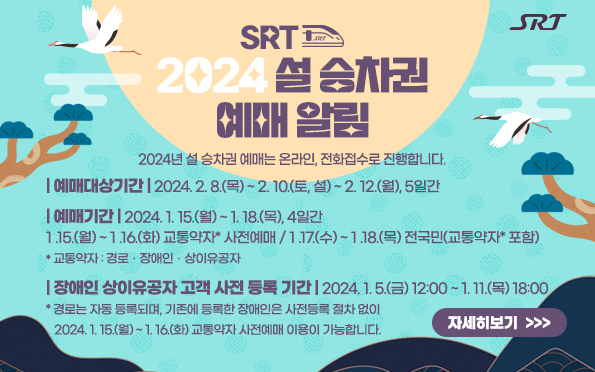 SRT
SRT
SRT
2024 설 승차권
예매 알림
2024년 설 승차권 예매는 온라인, 전화접수로 진행합니다.
| 예매대상기간 | 2024. 2. 8.(목) ~ 2. 10.(토, 설) ~ 2. 12.(월), 5일간
| 예매기간 | 2024. 1. 15.(월) ~ 1. 18.(목), 4일간
1.15.(월) ~ 1.16.(화) 교통약자* 사전예매 / 1.17.(수) ~ 1.18.(목) 전국민(교통약자* 포함)
* 교통약자 : 경로 · 장애인 · 상이유공자
| 장애인 상이유공자 고객 사전 등록 기간 | 2024. 1. 5.(금) 12:00 ~ 1. 11.(목) 18:00
* 경로는 자동 등록되며, 기존에 등록한 장애인은 사전등록 절차 없이
2024. 1. 15.(월) ~ 1. 16.(화) 교통약자 사전예매 이용이 가능합니다.
자세히보기 >>>